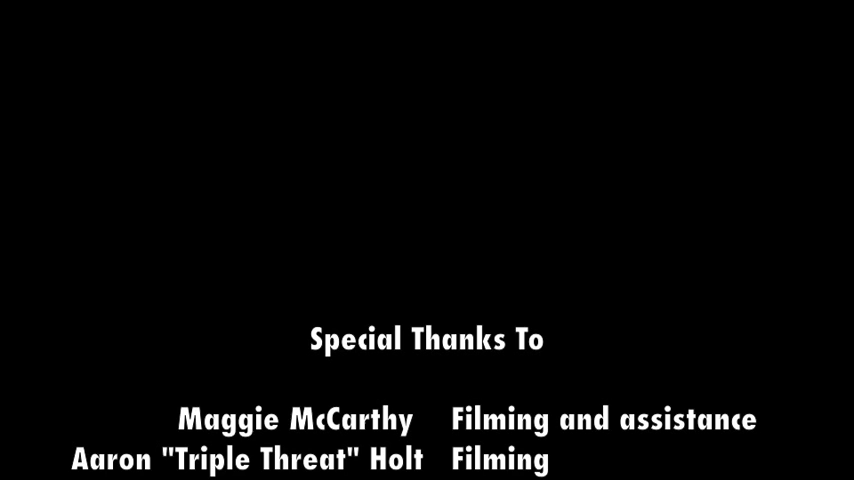 Special Thanks To
Maggie McCarthy Filming and assistance
Aaron "Triple Threat" Holt Filming